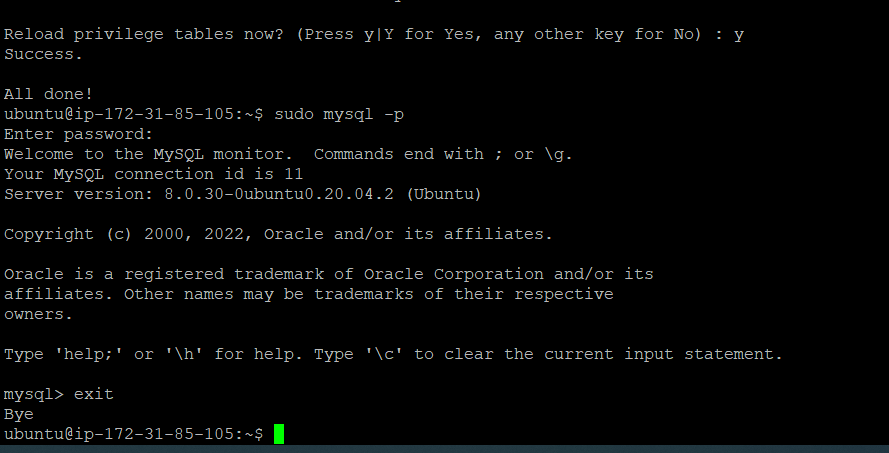 Reload privilege tables now? (Press y|Y for Yes, any other key for No) : y
Success.
All done!
ubuntu@ip-172-31-85-105:~$ sudo mysql -p
Enter password:
Welcome to the MySQL monitor.  Commands end with ; or \g.
Your MySQL connection id is 11
Server version: 8.0.30-0ubuntu0.20.04.2 (Ubuntu)
Copyright (c) 2000, 2022, Oracle and/or its affiliates.
Oracle is a registered trademark of Oracle Corporation and/or its
affiliates. Other names may be trademarks of their respective
owners.
Type 'help;' or '\h' for help. Type '\c' to clear the current input statement.
mysql> exit
Bye
ubuntu@ip-172-31-85-105:~$